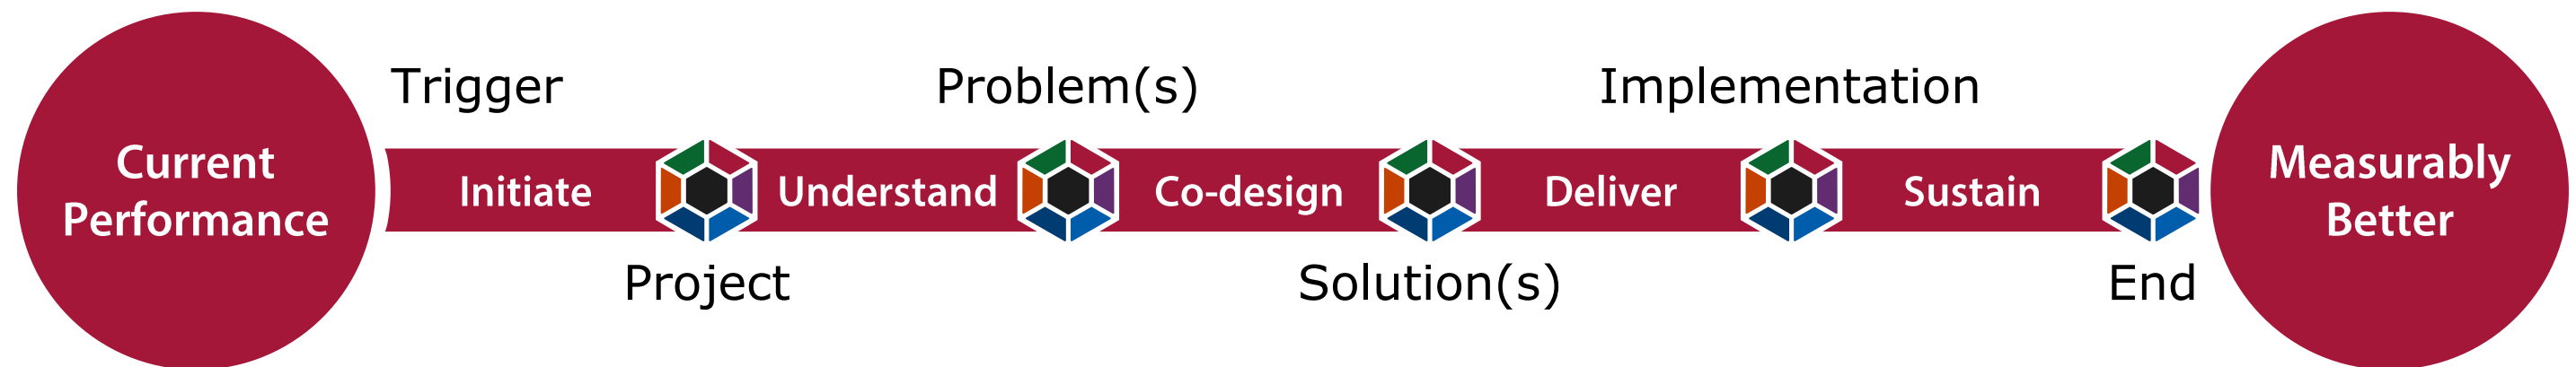 Current
Performance
Trigger
Initiate
Project
Understand
Problem(s)
Co-design
Solution(s)
Deliver
Implementation
Sustain
End
Measurably
Better